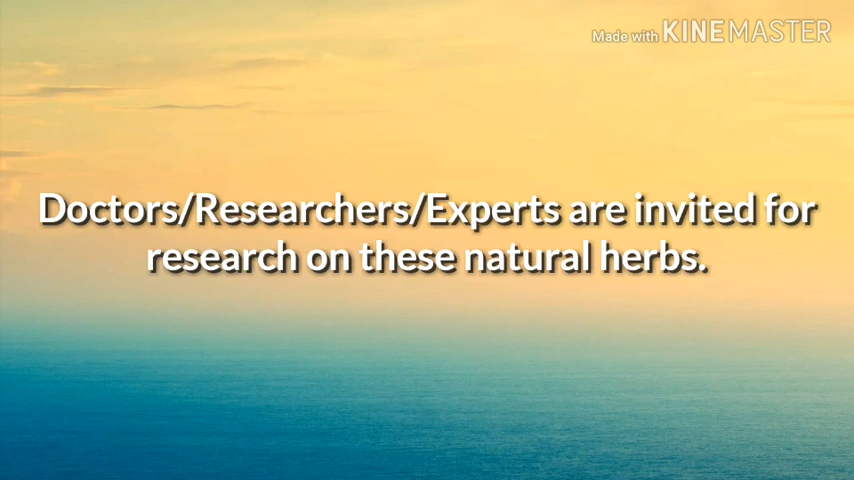 Made with KINEMASTER
Doctors/Researchers/Experts are invited for
research on these natural herbs.